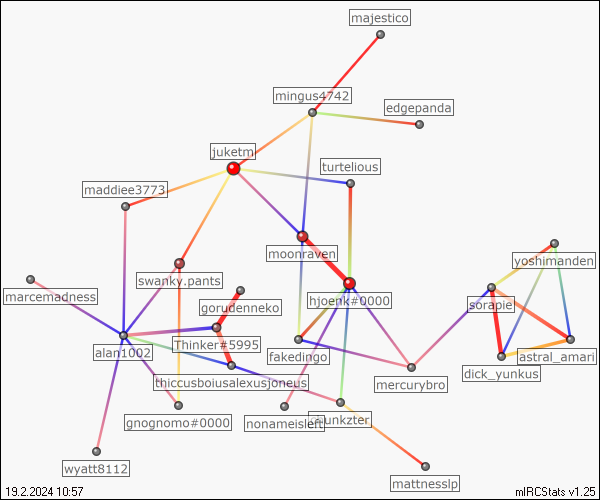 majestico
mingus4742
edgepanda
juketm
turtelious
maddiee3773
moonraven
yoshimanden
swanky.pants
marcemadness
gorudenneko
hjoenk#0000
sorapie
Thinker#5995
alan1002
fakedingo
astral_amari
dick_yunkus
thiccusboiusalexusjoneus
mercurybro
gnognomo#0000
nonameisleft
wyatt8112
mattnesslp
19.2.2024 10:57
mIRCStats v1.25